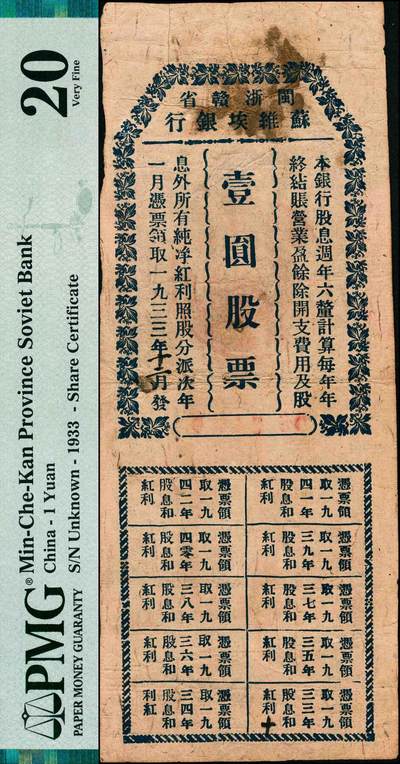 20
Very Fine
Min-Che-Kan Province Soviet Bank
China - 1 Yuan
S/N Unknown - 1933 - Share Certificate
PMG®
PAPER MONEY GUARANTY
閩浙贛省
蘇維埃銀行
本銀行股息週年六釐計算每年年
終結賬營業盈餘除開支費用及股
壹圓股票
息外所有純淨紅利照股分派次年
一月憑票領取一九三三年十二月發
憑票領
取一九
四一年
股息和
紅利
憑票領
取一九
四二年
股息和
紅利
憑票領
取一九
三九年
股息和
紅利
憑票領
取一九
四零年
股息和
紅利
憑票領
取一九
三七年
股息和
紅利
憑票領
取一九
三八年
股息和
紅利
憑票領
取一九
三五年
股息和
紅利
憑票領
取一九
三六年
股息和
紅利
憑票領
取一九
三三年
股息和
紅利
憑票領
取一九
三四年
股息和
利紅